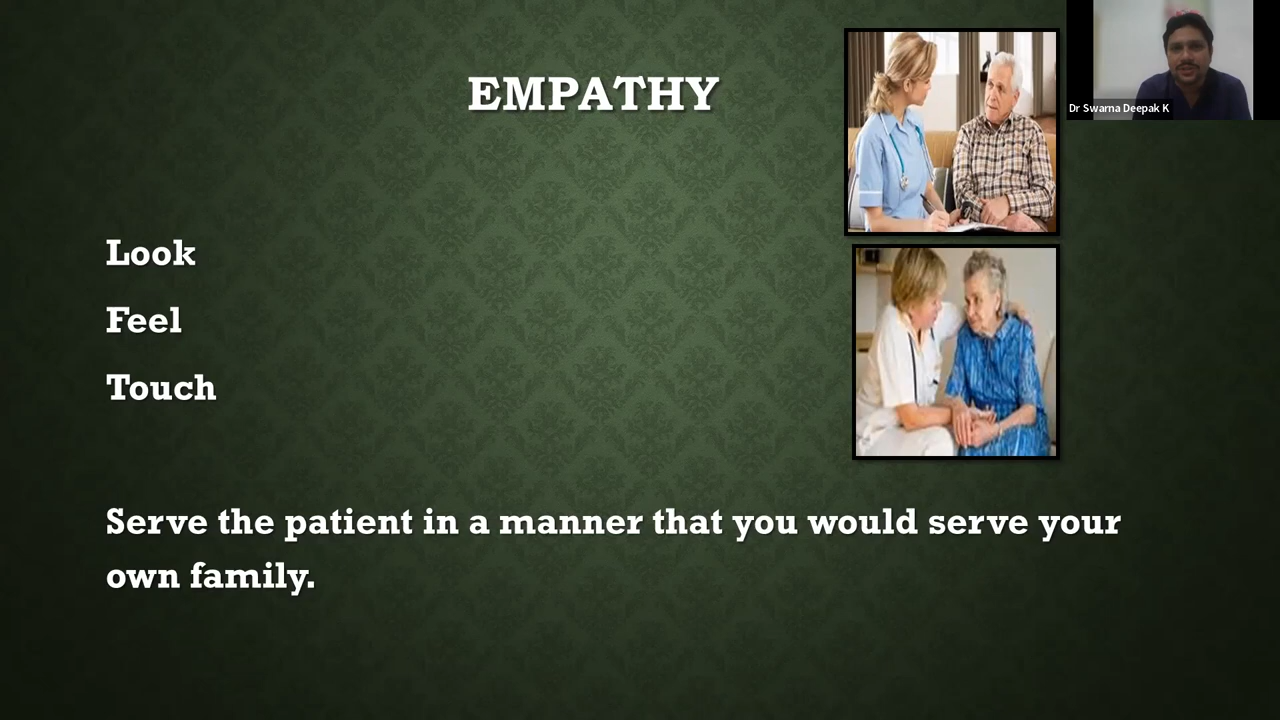 EMPATHY
Dr Swarna Deepak K
Look
Feel
Touch
Serve the patient in a manner that you would serve your
own family.